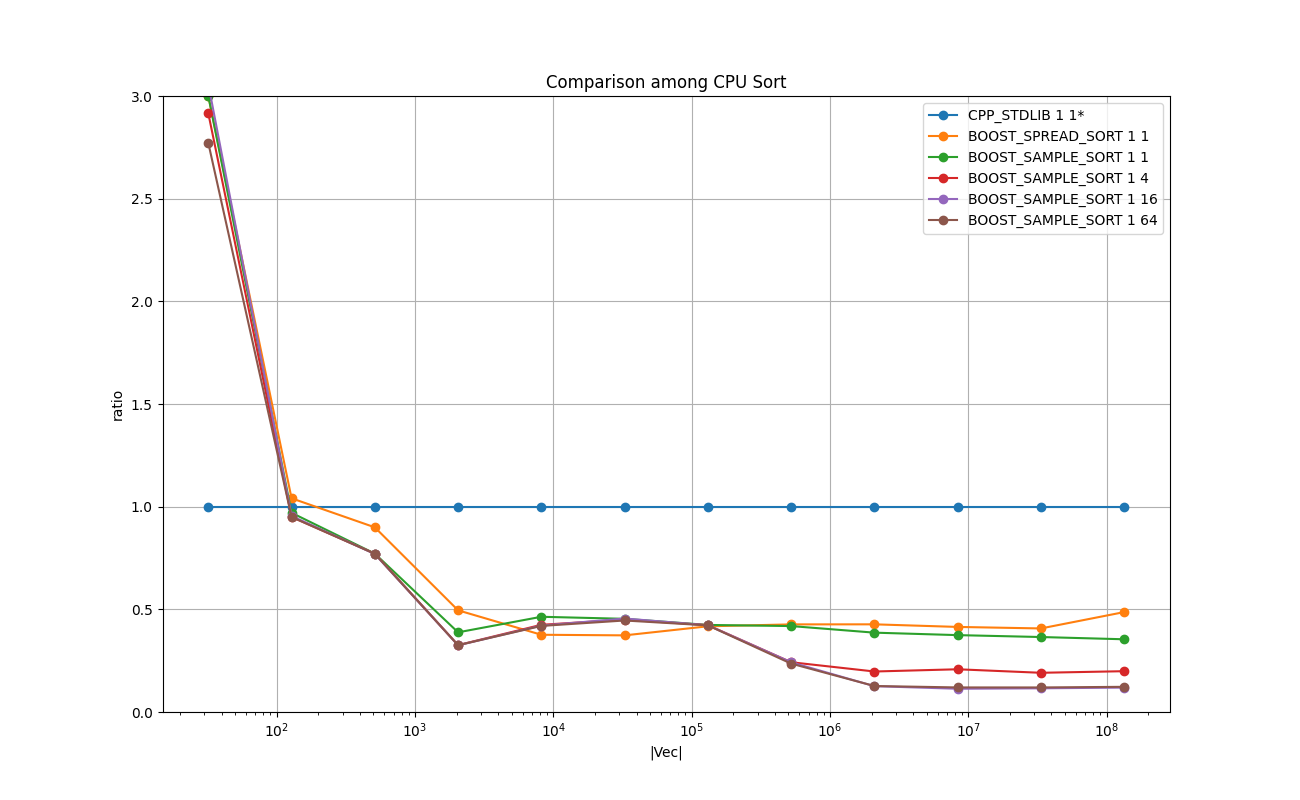 Comparison among CPU Sort
3.0
2.5
2.0
1.5
1.0
0.5
0.0
ratio
CPP_STDLIB 1 1*
BOOST_SPREAD_SORT 1 1
BOOST_SAMPLE_SORT 1 1
BOOST_SAMPLE_SORT 1 4
BOOST_SAMPLE_SORT 1 16
BOOST_SAMPLE_SORT 1 64
10² 10³ 10⁴ 10⁵ 10⁶ 10⁷ 10⁸
|Vec|